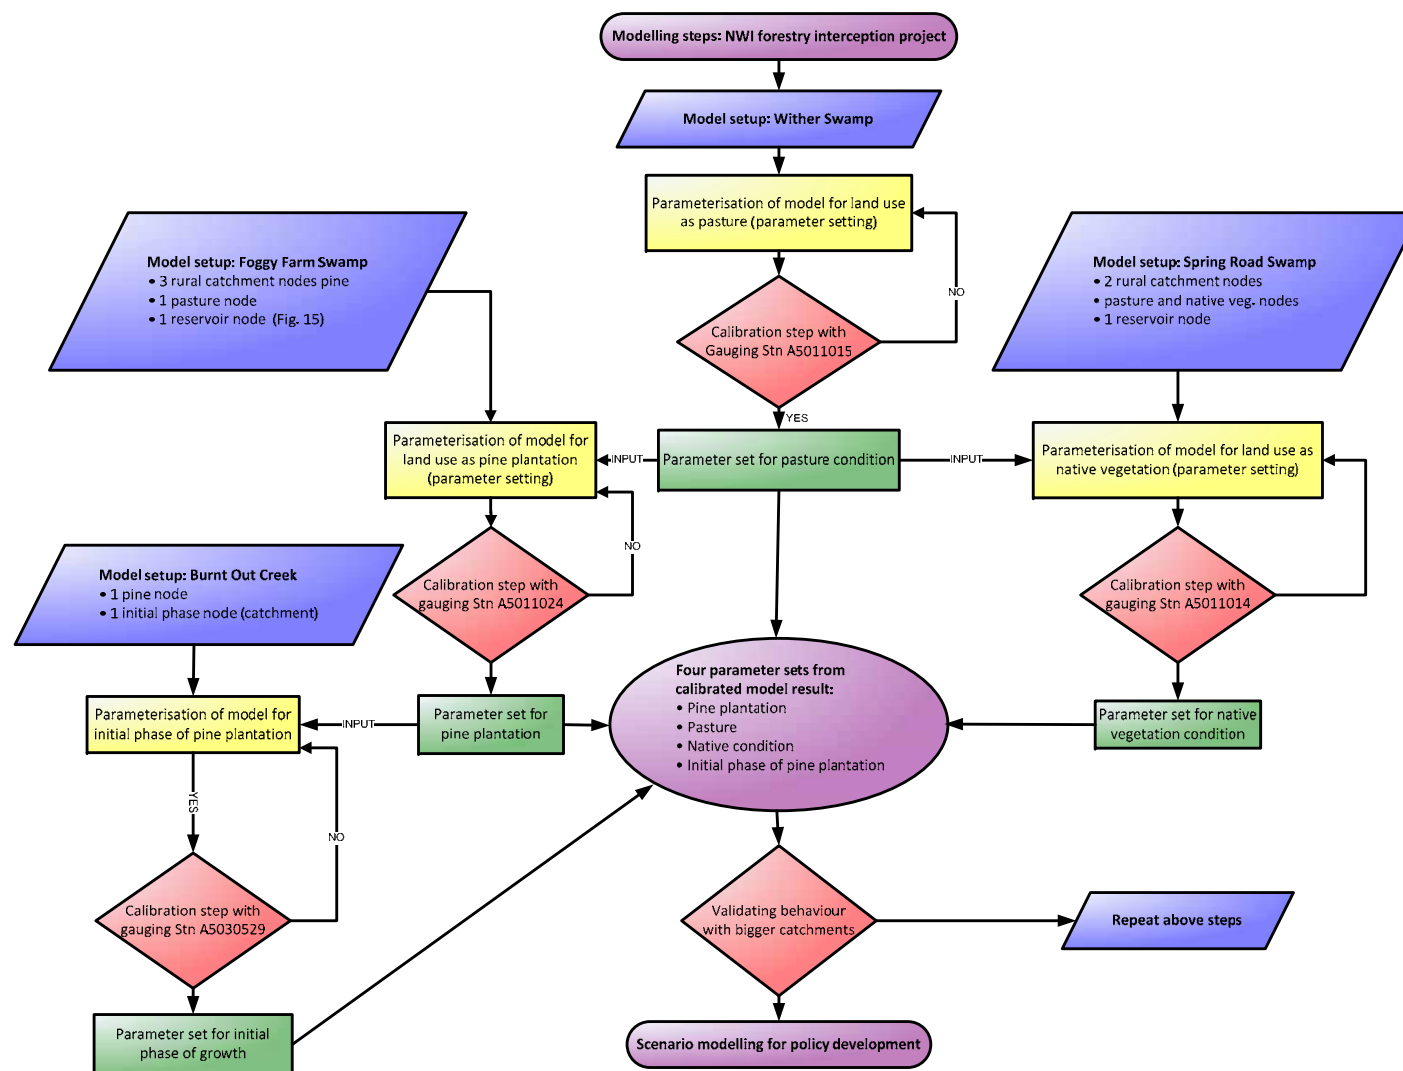 Modelling steps: NWI forestry interception project
Model setup: Wither Swamp
Parameterisation of model for land use
as pasture (parameter setting)
NO
Calibration step with
Gauging Stn A5011015
YES
Model setup: Foggy Farm Swamp
• 3 rural catchment nodes pine
• 1 pasture node
• 1 reservoir node (Fig. 15)
Model setup: Spring Road Swamp
• 2 rural catchment nodes
• pasture and native veg. nodes
• 1 reservoir node
Parameterisation of model for
land use as pine plantation
(parameter setting)
INPUT
Parameter set for pasture condition
INPUT
Parameterisation of model for land use as
native vegetation (parameter setting)
NO
Calibration step with
gauging Stn A5011024
Calibration step with
gauging Stn A5011014
Model setup: Burnt Out Creek
• 1 pine node
• 1 initial phase node (catchment)
Four parameter sets from
calibrated model result:
• Pine plantation
• Pasture
• Native condition
• Initial phase of pine plantation
Parameterisation of model for
initial phase of pine plantation
INPUT
Parameter set for
pine plantation
Parameter set for native
vegetation condition
YES
NO
Calibration step with
gauging Stn A5030529
Validating behaviour
with bigger catchments
Repeat above steps
Parameter set for initial
phase of growth
Scenario modelling for policy development